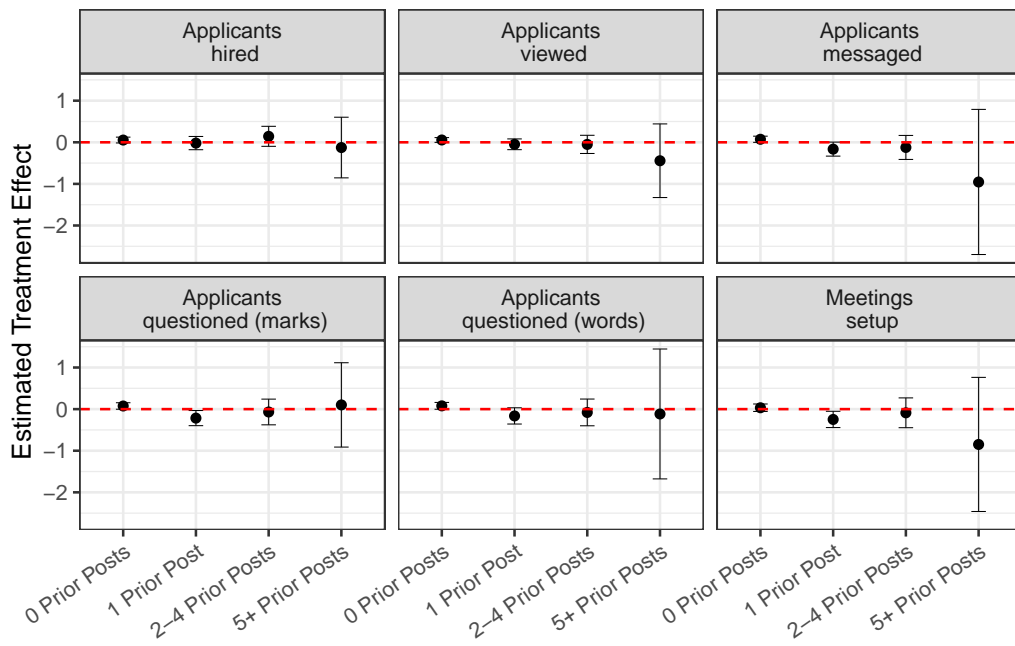 Applicants
hired
Applicants
viewed
Applicants
messaged
1
0
−1
−2
Applicants
questioned (marks)
Applicants
questioned (words)
Meetings
setup
1
0
−1
−2
Estimated Treatment Effect
0 Prior Posts
1 Prior Post
2−4 Prior Posts
5+ Prior Posts
0 Prior Posts
1 Prior Post
2−4 Prior Posts
5+ Prior Posts
0 Prior Posts
1 Prior Post
2−4 Prior Posts
5+ Prior Posts